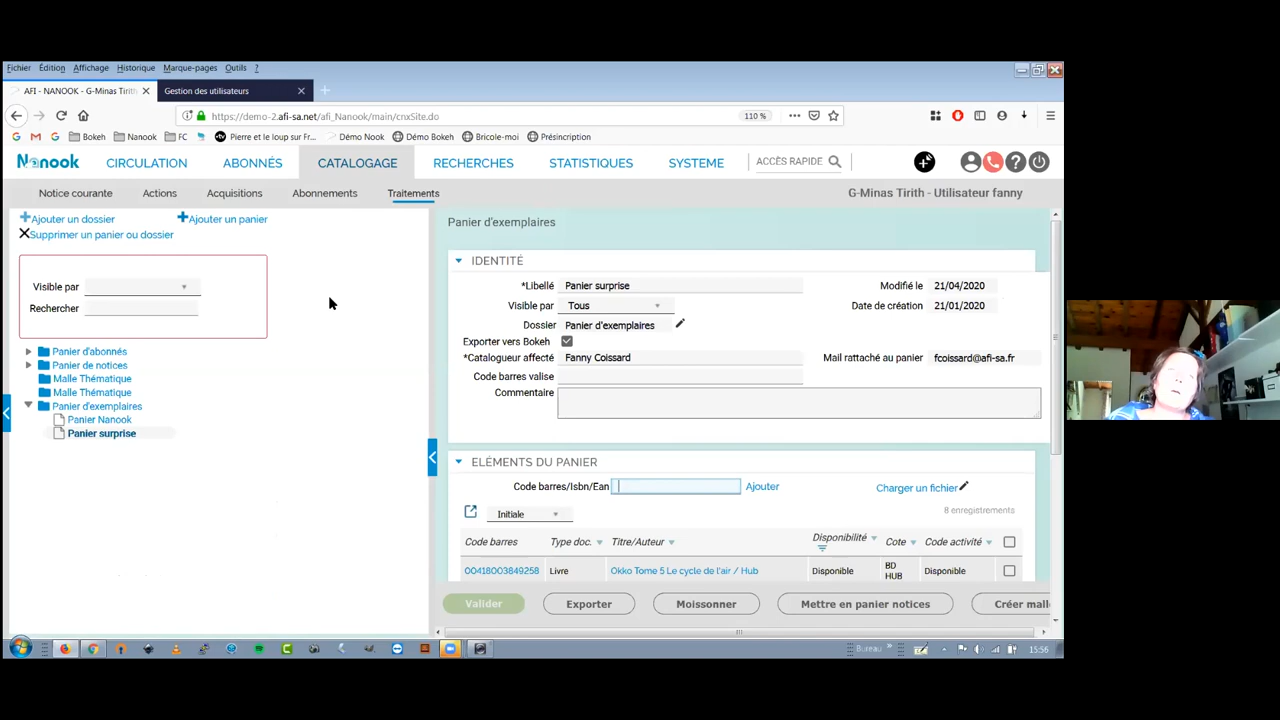 Fichier Édition Affichage Historique Marque-pages Outils ?
AFI - NANOOK - G-Minas Tirith × Gestion des utilisateurs ×
https://demo-2.afi-sa.net/afi_Nanook/main/cnxSite.do 110 %
Bokeh Nanook FC Pierre et le loup sur Fr... Démo Nook Démo Bokeh Bricole-moi Présincription
Nanook CIRCULATION ABONNÉS CATALOGAGE RECHERCHES STATISTIQUES SYSTEME ACCÈS RAPIDE
Notice courante Actions Acquisitions Abonnements Traitements G-Minas Tirith - Utilisateur fanny
Ajouter un dossier Ajouter un panier
Supprimer un panier ou dossier
Visible par
Rechercher
Panier d'abonnés
Panier de notices
Malle Thématique
Malle Thématique
Panier d'exemplaires
Panier Nanook
Panier surprise
Panier d'exemplaires
IDENTITÉ
*Libellé Panier surprise Modifié le 21/04/2020
Visible par Tous Date de création 21/01/2020
Dossier Panier d'exemplaires
Exporter vers Bokeh
*Catalogueur affecté Fanny Coissard Mail rattaché au panier fcoissard@afi-sa.fr
Code barres valise
Commentaire
ELÉMENTS DU PANIER
Code barres/Isbn/Ean Ajouter Charger un fichier
Initiale 8 enregistrements
Code barres Type doc. Titre/Auteur Disponibilité Cote Code activité
00418003849258 Livre Okko Tome 5 Le cycle de l'air / Hub Disponible BD HUB Disponible
Valider Exporter Moissonner Mettre en panier notices Créer mall
Bureau » 15:56